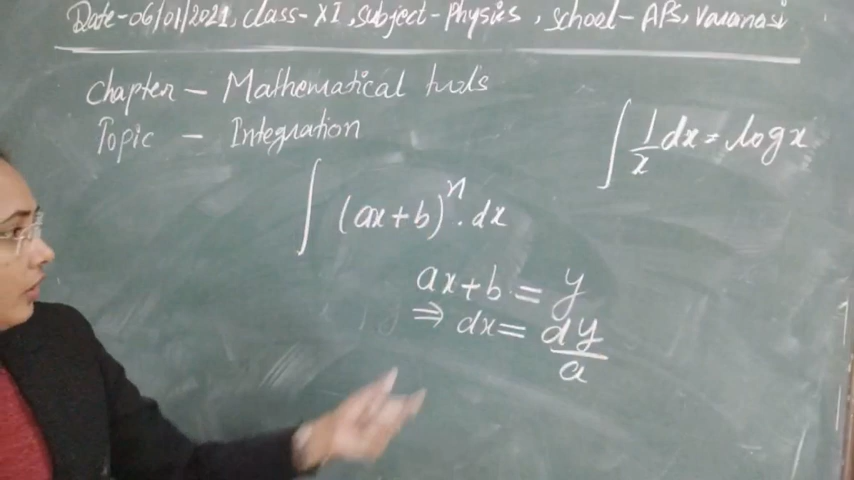 Date-06/01/2021, class-XI, Subject-Physics, School-APS, Varanasi
Chapter - Mathematical tools
Topic - Integration
∫ 1/x dx = log x
∫ (ax+b)^n . dx
ax+b = y
⇒ dx = dy/a